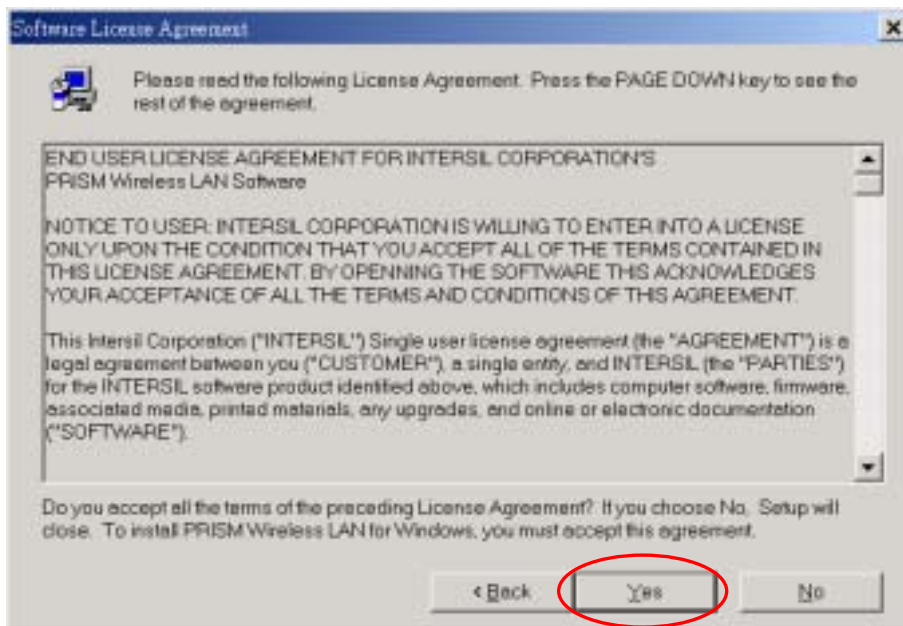 Software License Agreement
Please read the following License Agreement. Press the PAGE DOWN key to see the
rest of the agreement.
END USER LICENSE AGREEMENT FOR INTERSIL CORPORATION'S
PRISM Wireless LAN Software
NOTICE TO USER: INTERSIL CORPORATION IS WILLING TO ENTER INTO A LICENSE
ONLY UPON THE CONDITION THAT YOU ACCEPT ALL OF THE TERMS CONTAINED IN
THIS LICENSE AGREEMENT. BY OPENNING THE SOFTWARE THIS ACKNOWLEDGES
YOUR ACCEPTANCE OF ALL THE TERMS AND CONDITIONS OF THIS AGREEMENT.
This Intersil Corporation ("INTERSIL") Single user license agreement (the "AGREEMENT") is a
legal agreement between you ("CUSTOMER"), a single entity, and INTERSIL (the "PARTIES")
for the INTERSIL software product identified above, which includes computer software, firmware,
associated media, printed materials, any upgrades, and online or electronic documentation
("SOFTWARE").
Do you accept all the terms of the preceding License Agreement? If you choose No, Setup will
close. To install PRISM Wireless LAN for Windows, you must accept this agreement.
< Back
Yes
No